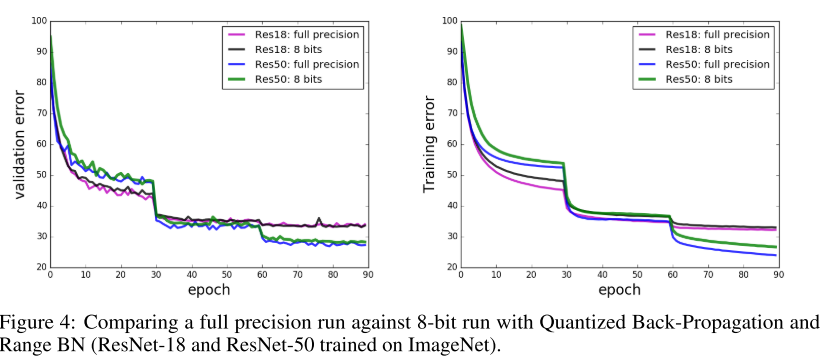 100
90
80
70
60
50
40
30
20
0 10 20 30 40 50 60 70 80 90
validation error
epoch
Res18: full precision
Res18: 8 bits
Res50: full precision
Res50: 8 bits
100
90
80
70
60
50
40
30
20
0 10 20 30 40 50 60 70 80 90
Training error
epoch
Res18: full precision
Res18: 8 bits
Res50: full precision
Res50: 8 bits
Figure 4: Comparing a full precision run against 8-bit run with Quantized Back-Propagation and
Range BN (ResNet-18 and ResNet-50 trained on ImageNet).